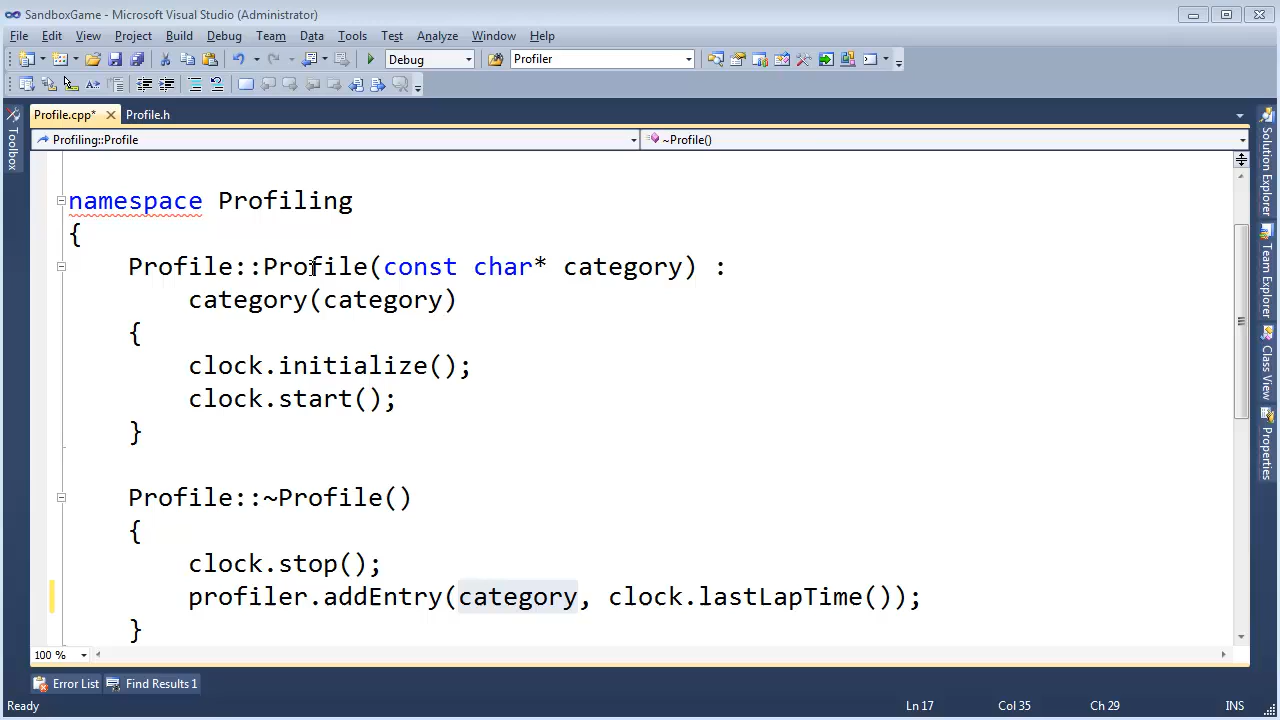 SandboxGame - Microsoft Visual Studio (Administrator)
File Edit View Project Build Debug Team Data Tools Test Analyze Window Help
Debug Profiler
Profile.cpp* Profile.h
Profiling::Profile ~Profile()
Toolbox
namespace Profiling
{
Profile::Profile(const char* category) :
category(category)
{
clock.initialize();
clock.start();
}
Profile::~Profile()
{
clock.stop();
profiler.addEntry(category, clock.lastLapTime());
}
Solution Explorer
Team Explorer
Class View
Properties
100 %
Error List Find Results 1
Ready Ln 17 Col 35 Ch 29 INS